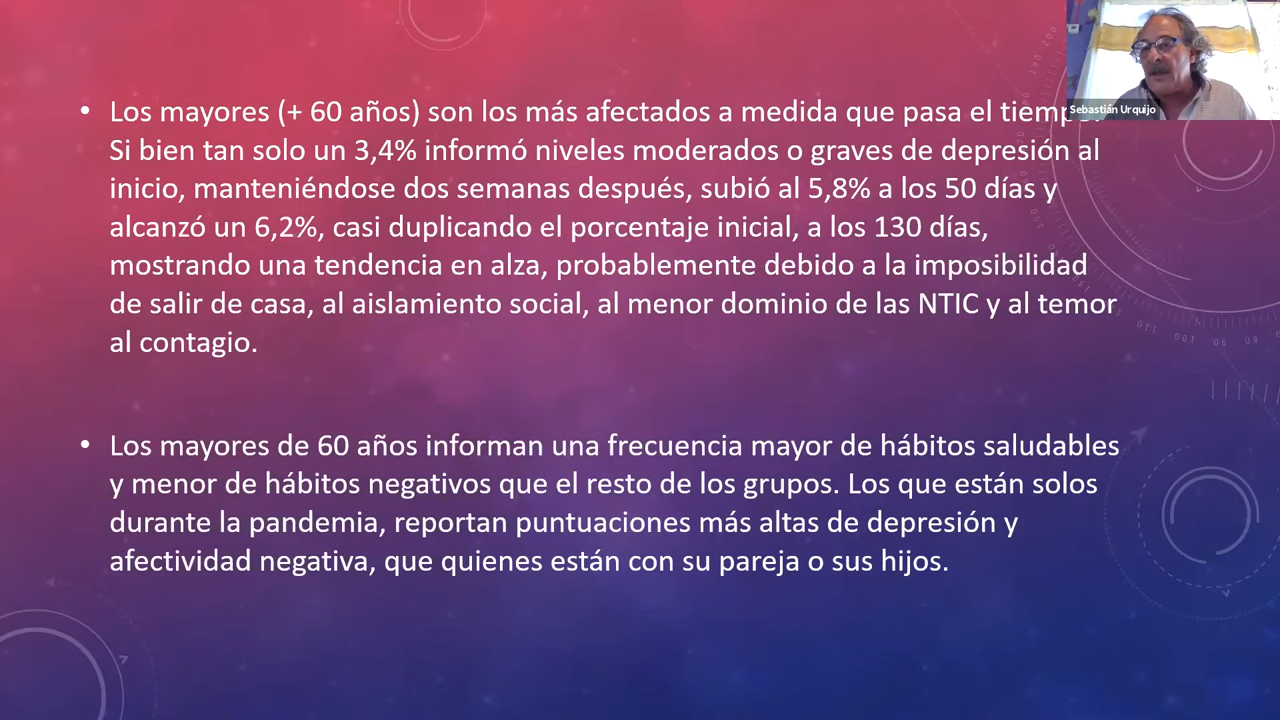 Los mayores (+ 60 años) son los más afectados a medida que pasa el
Si bien tan solo un 3,4% informó niveles moderados o graves de depresión al
inicio, manteniéndose dos semanas después, subió al 5,8% a los 50 días y
alcanzó un 6,2%, casi duplicando el porcentaje inicial, a los 130 días,
mostrando una tendencia en alza, probablemente debido a la imposibilidad
de salir de casa, al aislamiento social, al menor dominio de las NTIC y al temor
al contagio.
Los mayores de 60 años informan una frecuencia mayor de hábitos saludables
y menor de hábitos negativos que el resto de los grupos. Los que están solos
durante la pandemia, reportan puntuaciones más altas de depresión y
afectividad negativa, que quienes están con su pareja o sus hijos.
Sebastián Urquijo